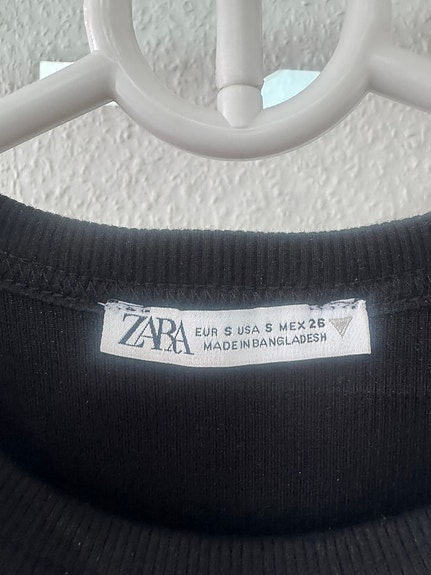 ZARA
EUR S USA S MEX 26
MADE IN BANGLADESH